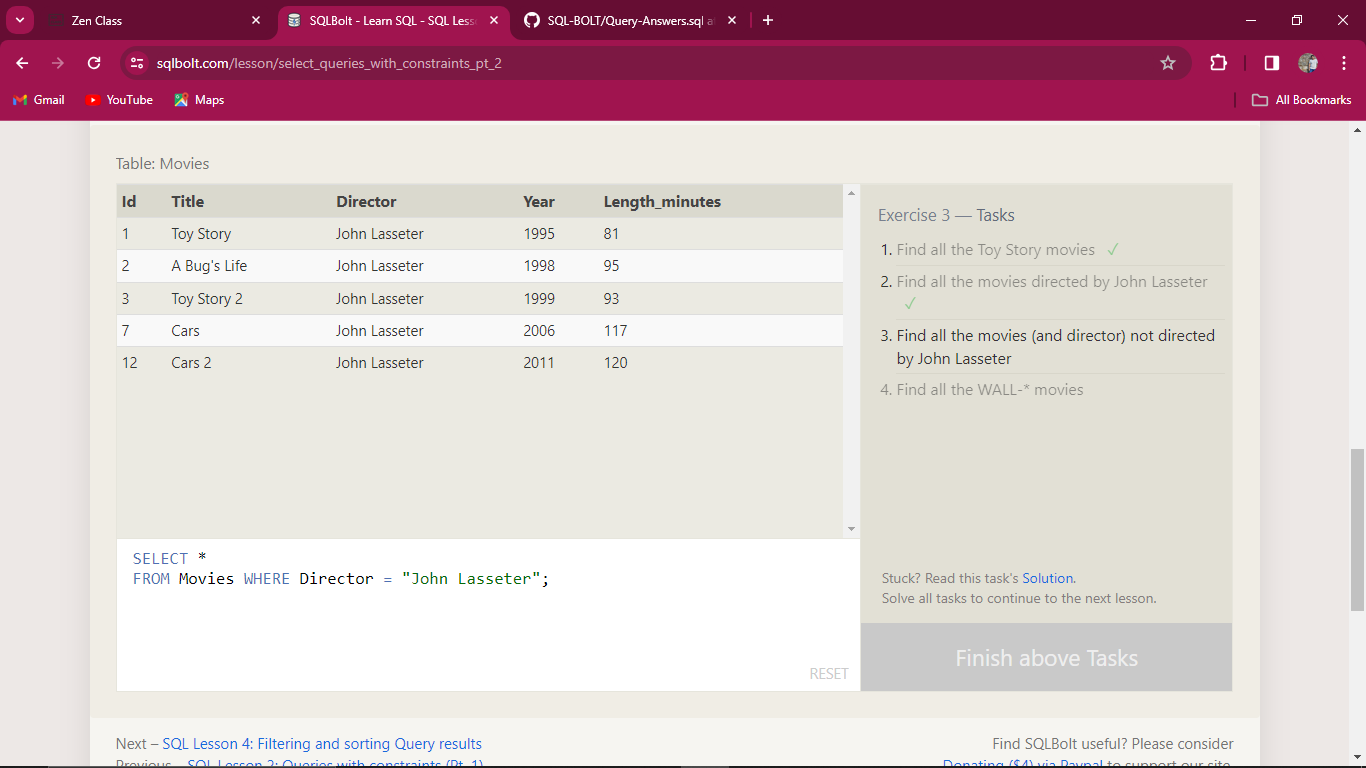 Zen Class
SQLBolt - Learn SQL - SQL Less
SQL-BOLT/Query-Answers.sql a
sqlbolt.com/lesson/select_queries_with_constraints_pt_2
Gmail YouTube Maps All Bookmarks
Table: Movies
Id Title Director Year Length_minutes
1 Toy Story John Lasseter 1995 81
2 A Bug's Life John Lasseter 1998 95
3 Toy Story 2 John Lasseter 1999 93
7 Cars John Lasseter 2006 117
12 Cars 2 John Lasseter 2011 120
SELECT *
FROM Movies WHERE Director = "John Lasseter";
RESET
Exercise 3 — Tasks
1. Find all the Toy Story movies ✓
2. Find all the movies directed by John Lasseter
✓
3. Find all the movies (and director) not directed
by John Lasseter
4. Find all the WALL-* movies
Stuck? Read this task's Solution.
Solve all tasks to continue to the next lesson.
Finish above Tasks
Next – SQL Lesson 4: Filtering and sorting Query results
Previous – SQL Lesson 2: Queries with constraints (Pt. 1)
Find SQLBolt useful? Please consider
Donating ($4) via Paypal to support our site.